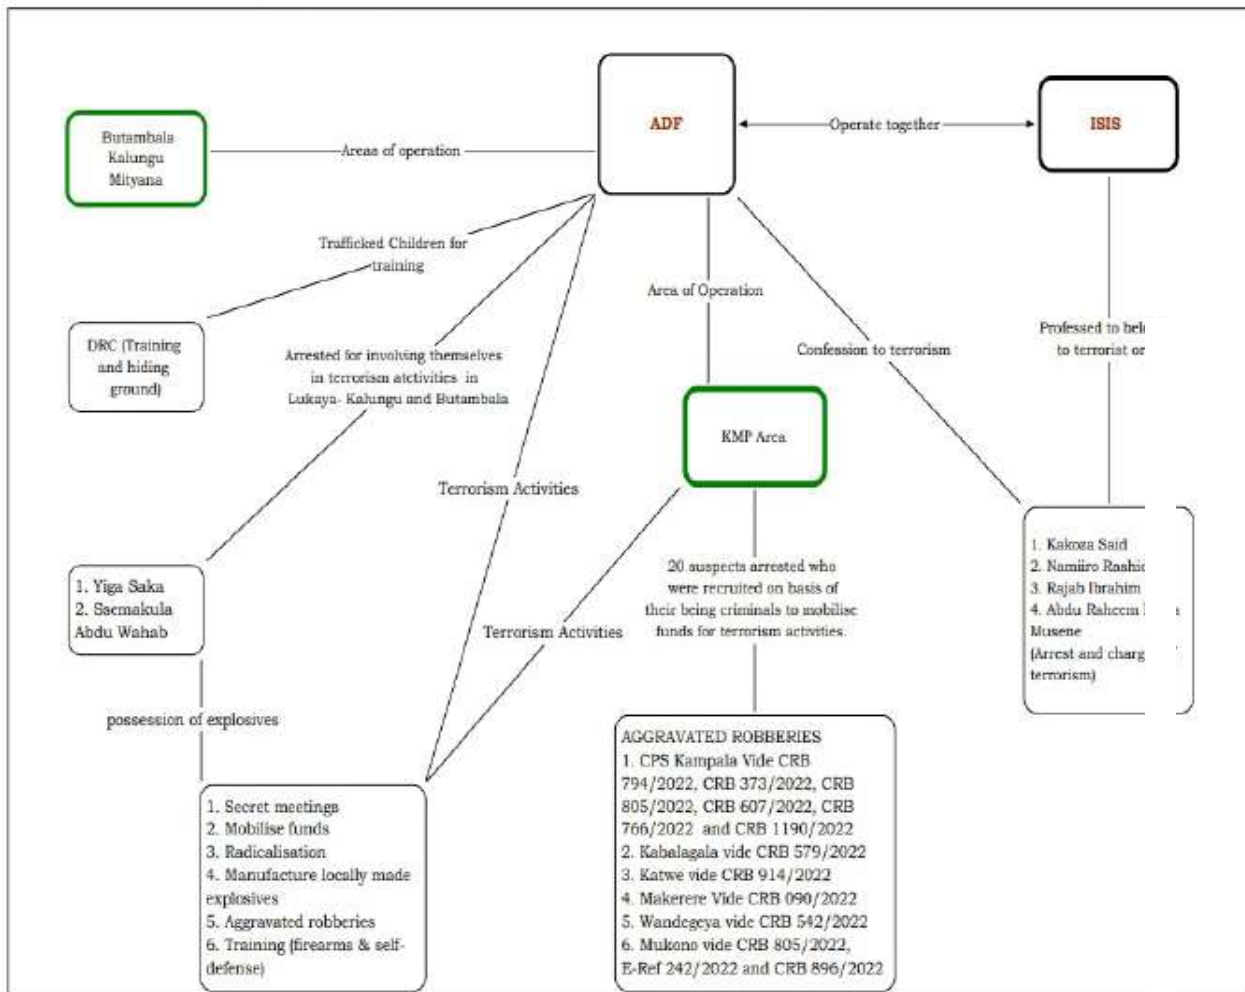 ADF
Operate together
ISIS
Butambala
Kalungu
Mityana
Areas of operation
Trafficked Children for
training
Area of Operation
DRC (Training
and hiding
ground)
Arrested for involving themselves
in terrorism atctivities in
Lukaya- Kalungu and Butambala
Confession to terrorism
Professed to
to terrorist
KMP Area
Terrorism Activities
1. Yiga Saka
2. Ssemakula
Abdu Wahab
20 suspects arrested who
were recruited on basis of
their being criminals to mobilise
funds for terrorism activities.
Terrorism Activities
1. Kakoza Said
2. Namiiro
3. Rajab Ibrahim
4. Abdu Raheem
Musene
(Arrest and
terrorism)
possession of explosives
1. Secret meetings
2. Mobilise funds
3. Radicalisation
4. Manufacture locally made
explosives
5. Aggravated robberies
6. Training (firearms & self-
defense)
AGGRAVATED ROBBERIES
1. CPS Kampala Vide CRB
794/2022, CRB 373/2022, CRB
805/2022, CRB 607/2022, CRB
766/2022 and CRB 1190/2022
2. Kabalagala vide CRB 579/2022
3. Katwe vide CRB 914/2022
4. Makerere Vide CRB 090/2022
5. Wandegeya vide CRB 542/2022
6. Mukono vide CRB 805/2022,
E-Ref 242/2022 and CRB 896/2022